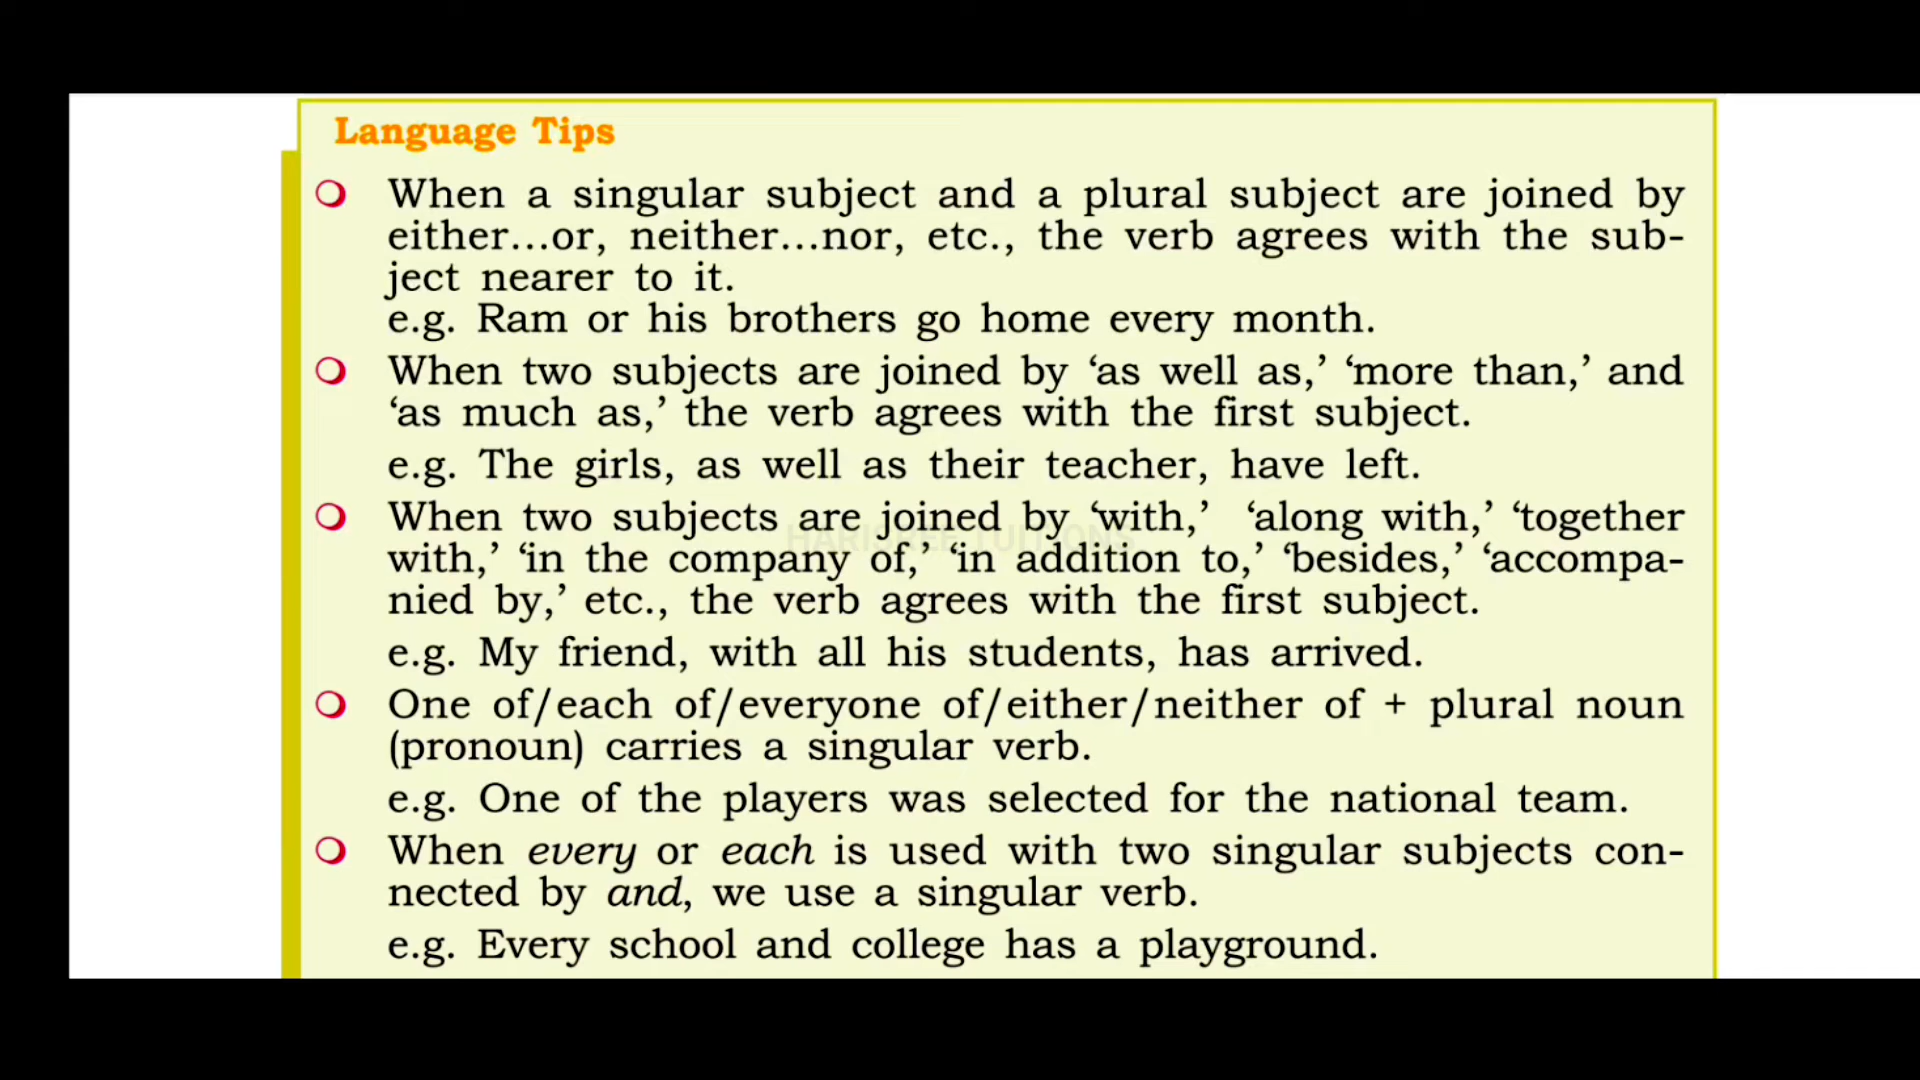 Language Tips
When a singular subject and a plural subject are joined by
either...or, neither...nor, etc., the verb agrees with the sub-
ject nearer to it.
e.g. Ram or his brothers go home every month.
When two subjects are joined by ‘as well as,’ ‘more than,’ and
‘as much as,’ the verb agrees with the first subject.
e.g. The girls, as well as their teacher, have left.
When two subjects are joined by ‘with,’ ‘along with,’ ‘together
HARISREE TUITIONS
with,’ ‘in the company of,’ ‘in addition to,’ ‘besides,’ ‘accompa-
nied by,’ etc., the verb agrees with the first subject.
e.g. My friend, with all his students, has arrived.
One of/each of/everyone of/either/neither of + plural noun
(pronoun) carries a singular verb.
e.g. One of the players was selected for the national team.
When every or each is used with two singular subjects con-
nected by and, we use a singular verb.
e.g. Every school and college has a playground.